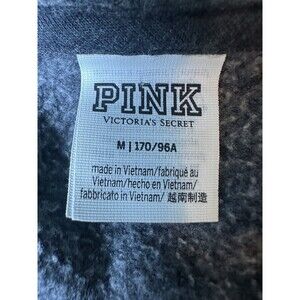 PINK
VICTORIA'S SECRET
M | 170/96A
made in Vietnam/fabriqué au
Vietnam/hecho en Vietnam/
fabbricato in Vietnam/ 越南制造